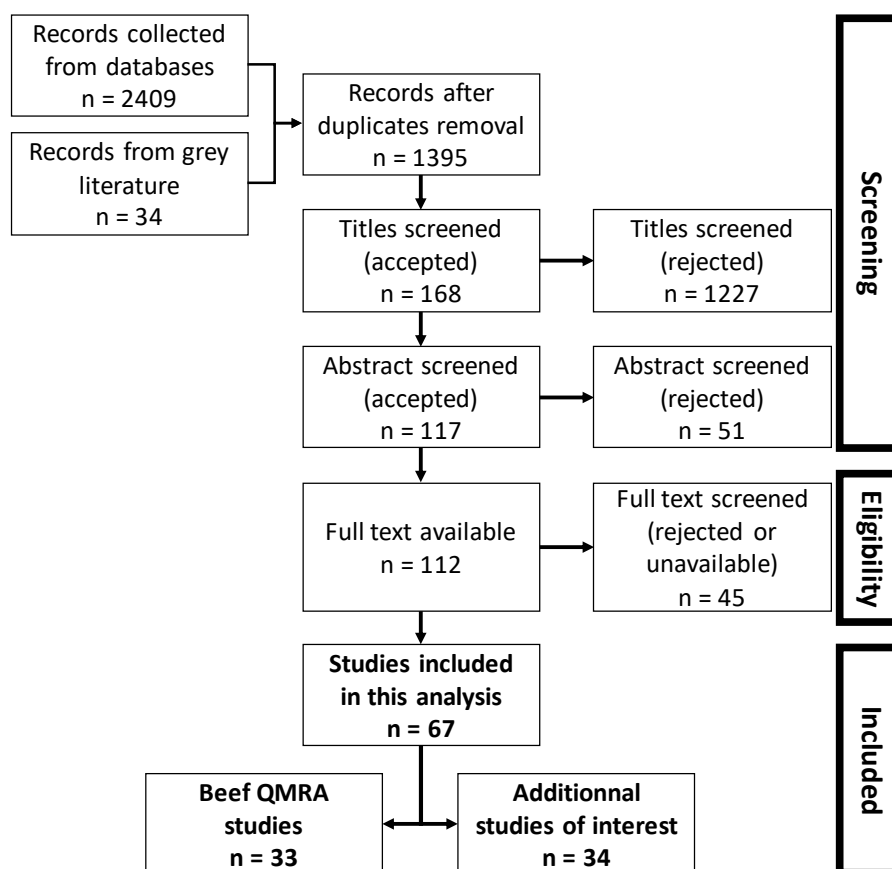 Records collected
from databases
n = 2409
Records from grey
literature
n = 34
Records after
duplicates removal
n = 1395
Titles screened
(accepted)
n = 168
Titles screened
(rejected)
n = 1227
Abstract screened
(accepted)
n = 117
Abstract screened
(rejected)
n = 51
Screening
Full text available
n = 112
Full text screened
(rejected or
unavailable)
n = 45
Eligibility
Studies included
in this analysis
n = 67
Beef QMRA
studies
n = 33
Additionnal
studies of interest
n = 34
Included